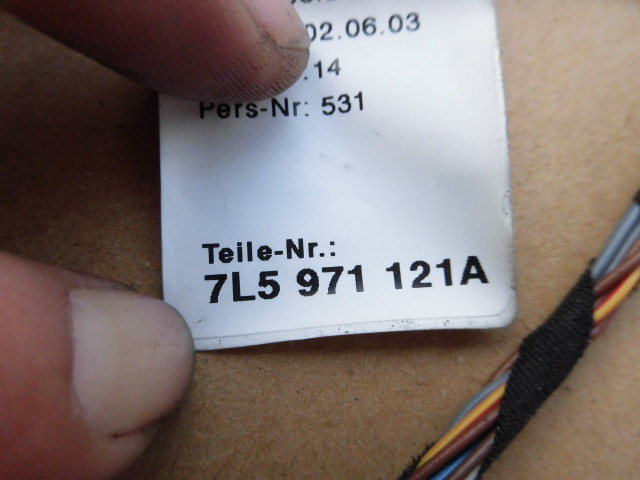 02.06.03
.14
Pers-Nr: 531
Teile-Nr.:
7L5 971 121A